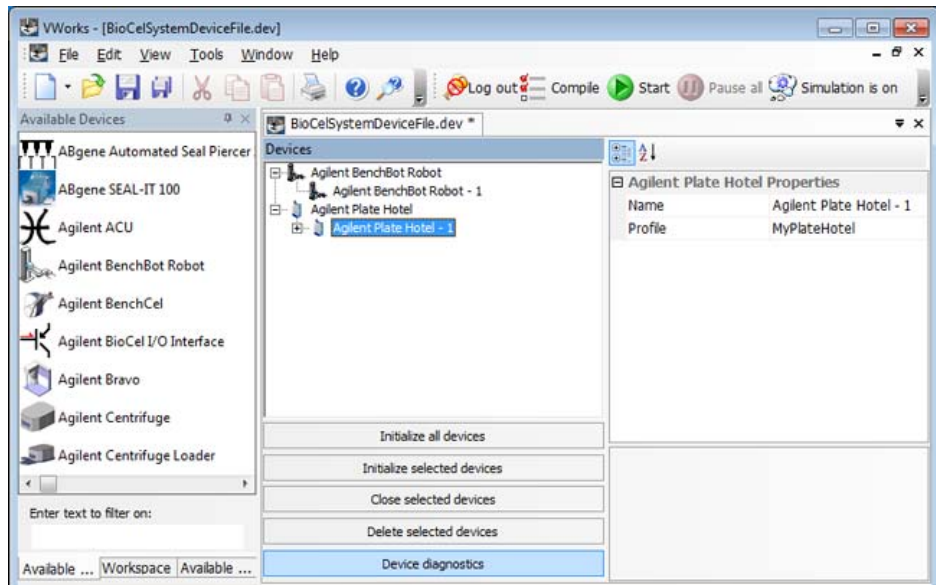 VWorks - [BioCelSystemDeviceFile.dev]
File Edit View Tools Window Help
Log out Compile Start Pause all Simulation is on
Available Devices
ABgene Automated Seal Piercer
ABgene SEAL-IT 100
Agilent ACU
Agilent BenchBot Robot
Agilent BenchCel
Agilent BioCel I/O Interface
Agilent Bravo
Agilent Centrifuge
Agilent Centrifuge Loader
Enter text to filter on:
Available ... Workspace Available ...
BioCelSystemDeviceFile.dev *
Devices
Agilent BenchBot Robot
Agilent BenchBot Robot - 1
Agilent Plate Hotel
Agilent Plate Hotel - 1
Initialize all devices
Initialize selected devices
Close selected devices
Delete selected devices
Device diagnostics
Agilent Plate Hotel Properties
Name Agilent Plate Hotel - 1
Profile MyPlateHotel